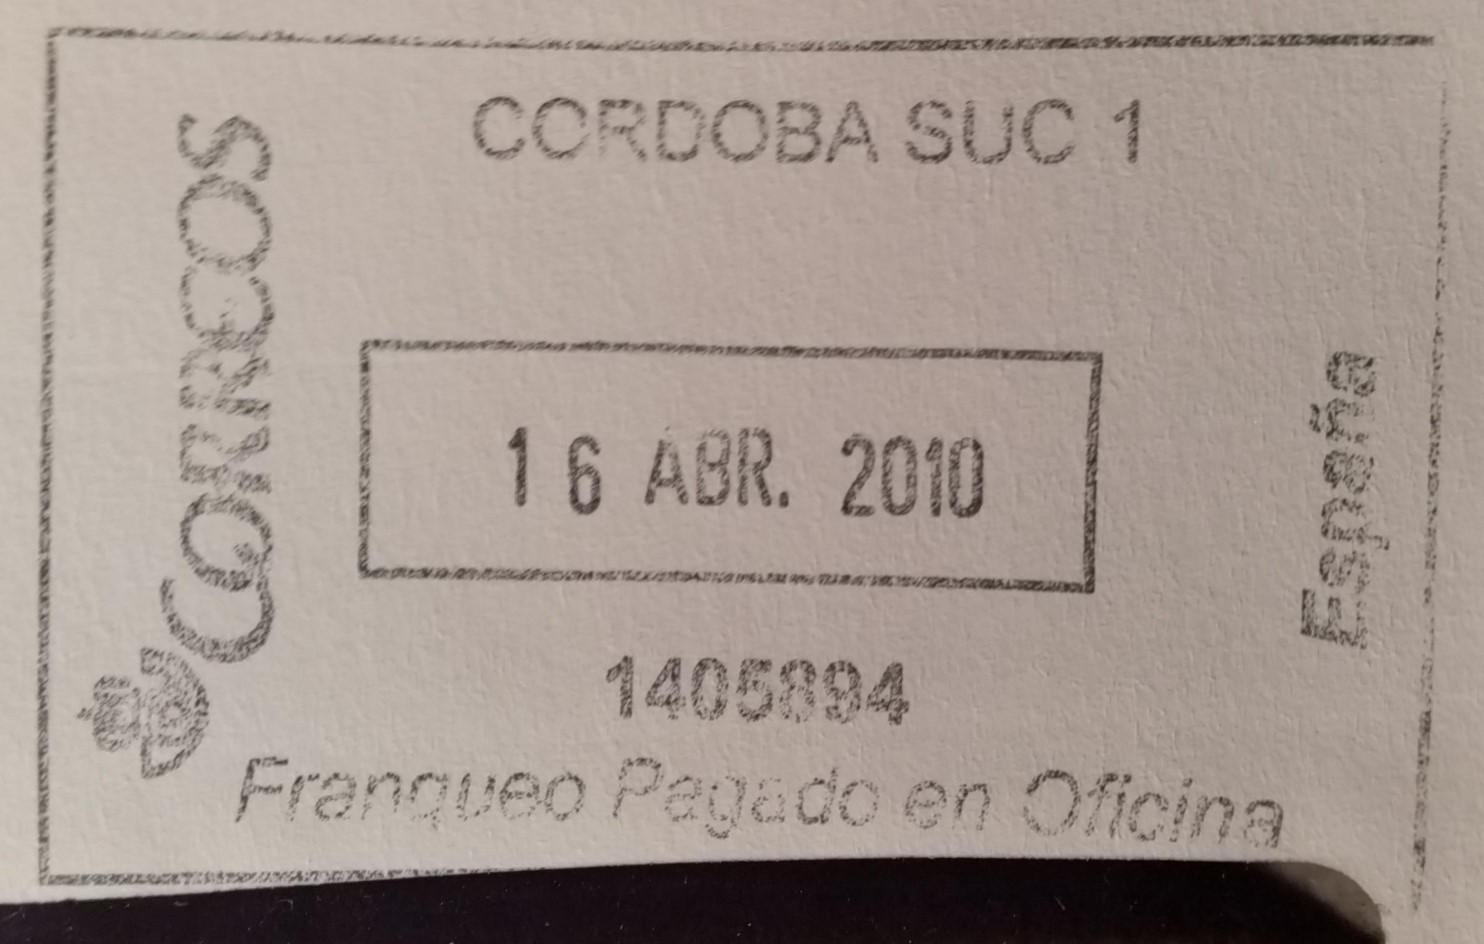 CORDOBA SUC 1
Correos
16 ABR. 2010
España
1405894
Franqueo Pagado en Oficina